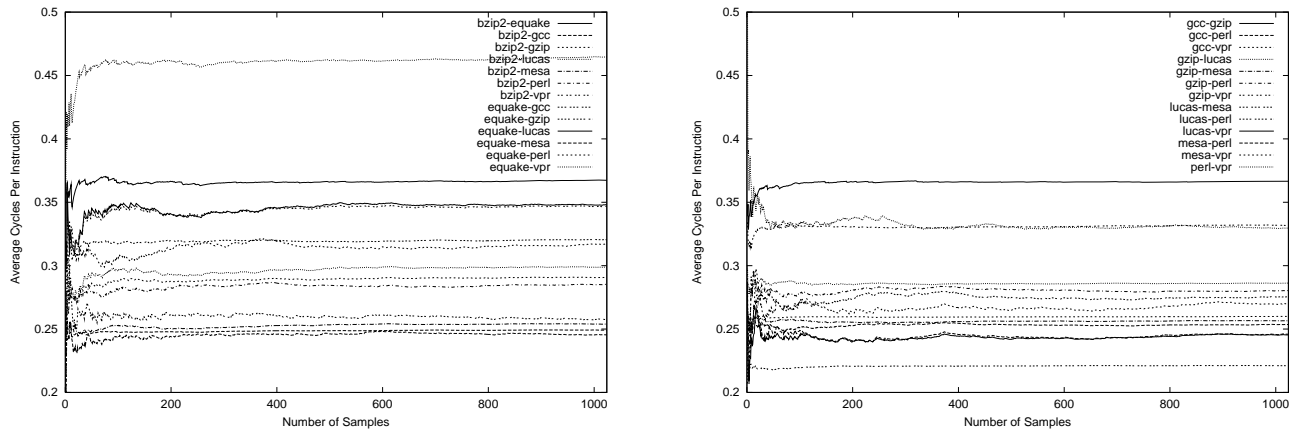 0.5
0.45
0.4
0.35
0.3
0.25
0.2
0
200
400
600
800
1000
Average Cycles Per Instruction
Number of Samples
bzip2-equake
bzip2-gcc
bzip2-gzip
bzip2-lucas
bzip2-mesa
bzip2-perl
bzip2-vpr
equake-gcc
equake-gzip
equake-lucas
equake-mesa
equake-perl
equake-vpr
0.5
0.45
0.4
0.35
0.3
0.25
0.2
0
200
400
600
800
1000
Average Cycles Per Instruction
Number of Samples
gcc-gzip
gcc-perl
gcc-vpr
gzip-lucas
gzip-mesa
gzip-perl
gzip-vpr
lucas-mesa
lucas-perl
lucas-vpr
mesa-perl
mesa-vpr
perl-vpr